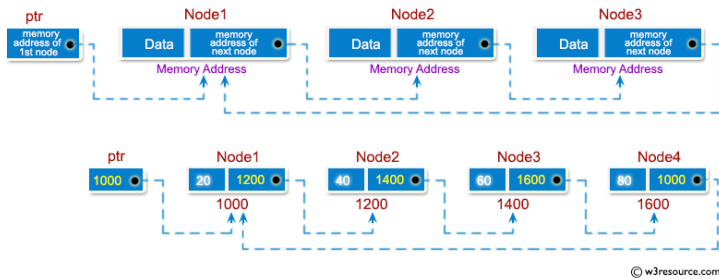 ptr
Node1
Node2
Node3
memory
address of
1st node
Data
memory
address of
next node
Data
memory
address of
next node
Data
memory
address of
next node
Memory Address
Memory Address
Memory Address
ptr
Node1
Node2
Node3
Node4
1000
20
1200
40
1400
60
1600
80
1000
1000
1200
1400
1600
© w3resource.com